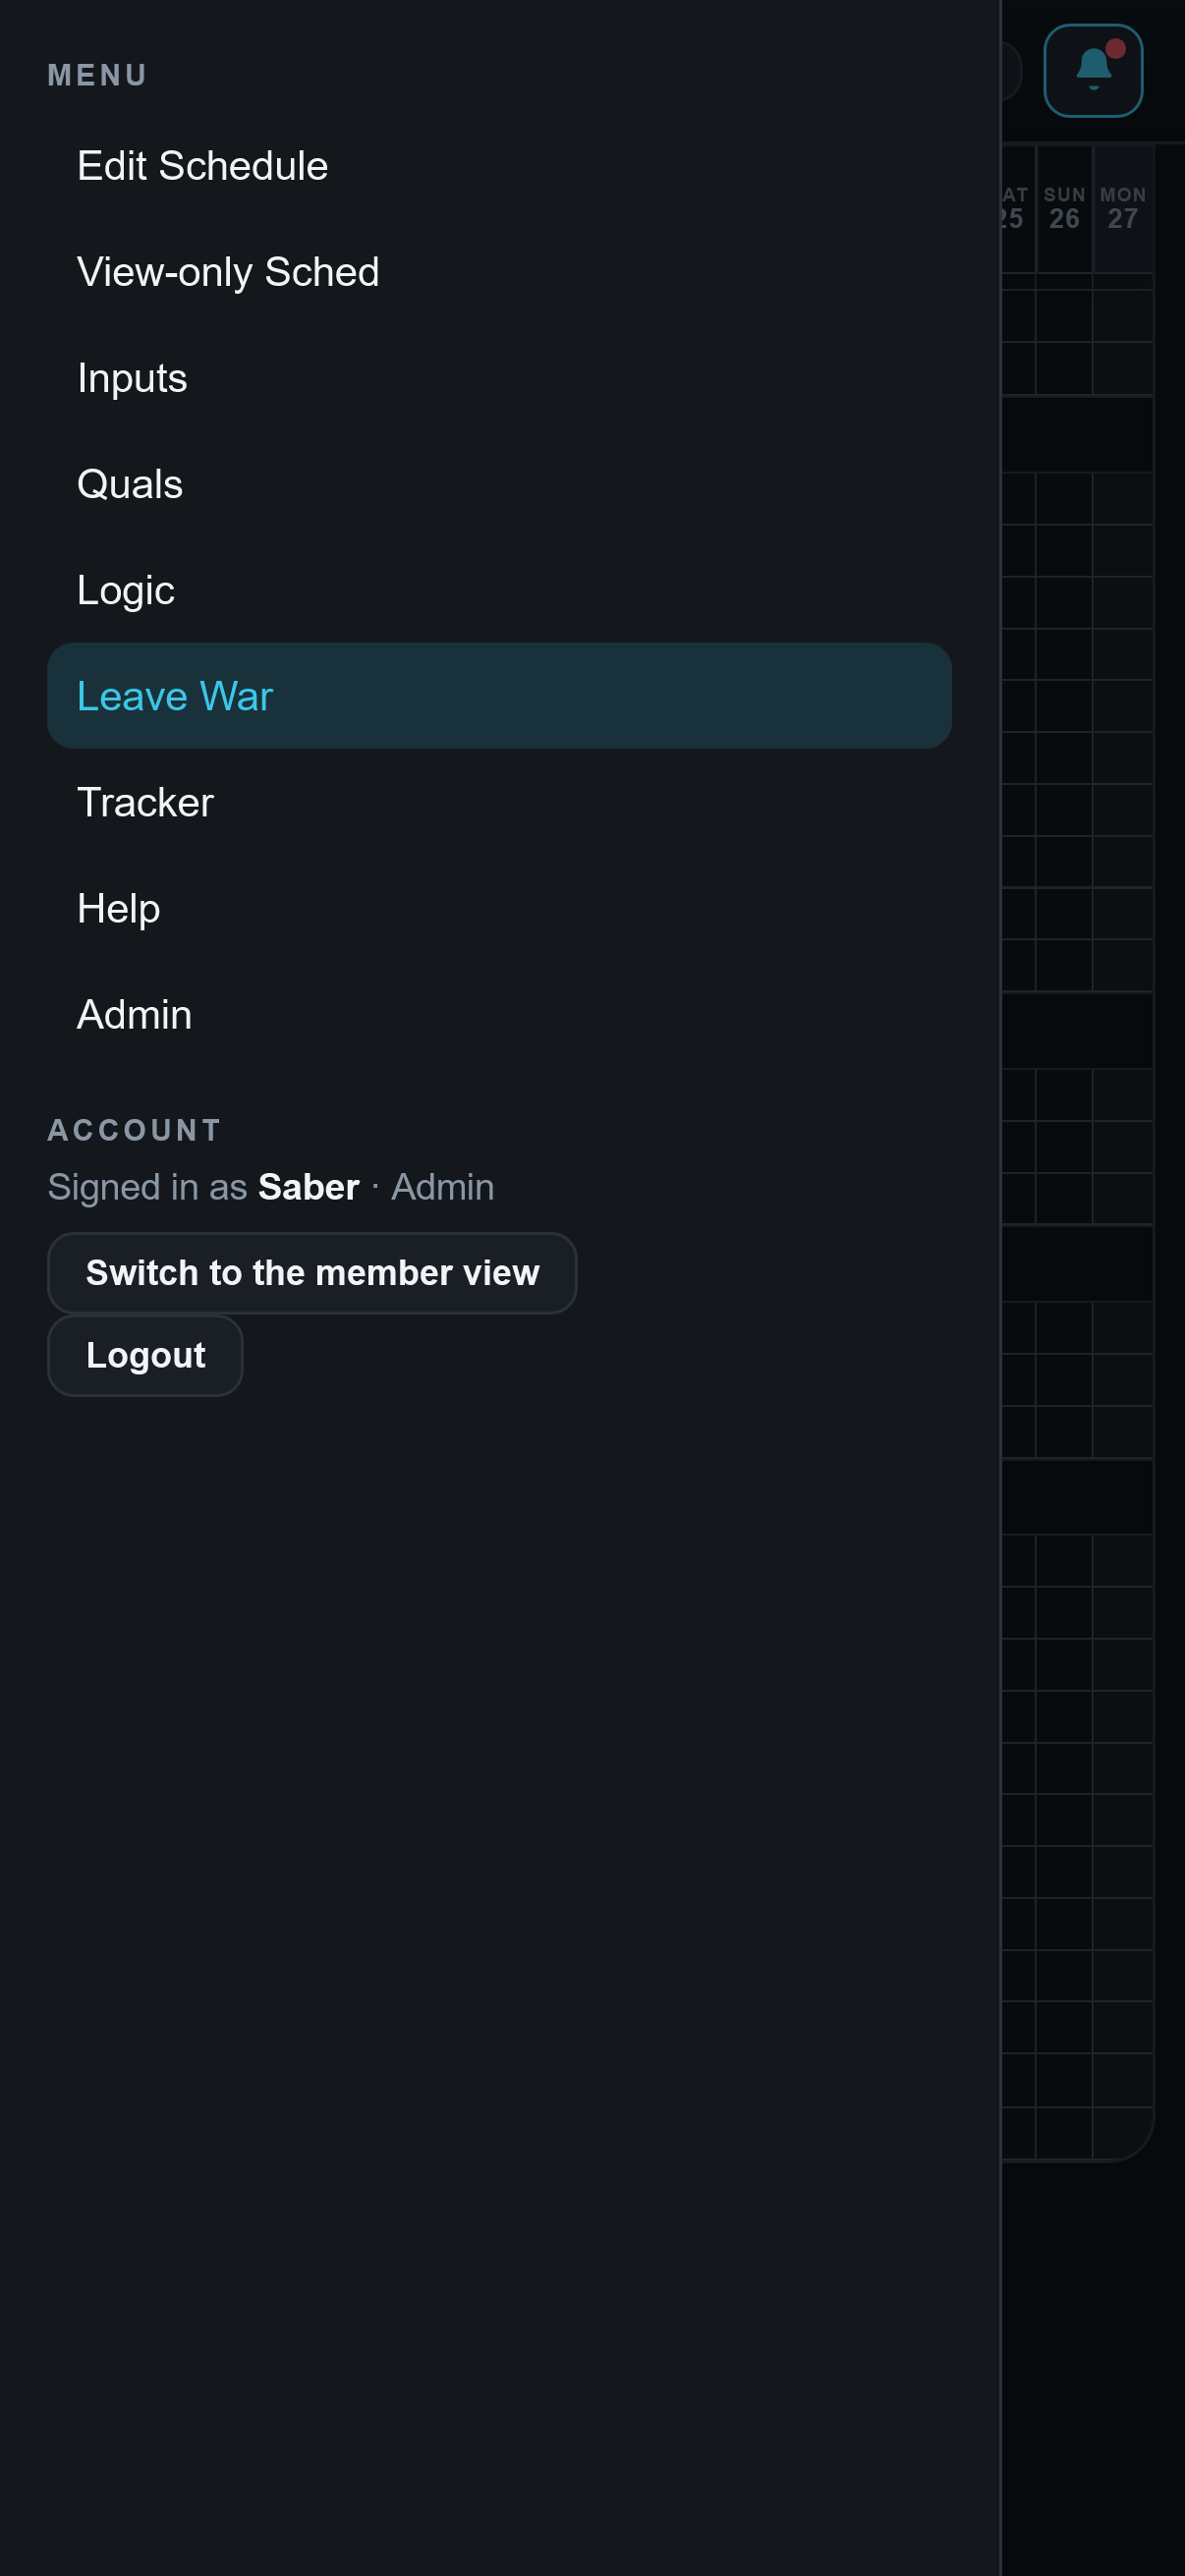 MENU
Edit Schedule
View-only Sched
Inputs
Quals
Logic
Leave War
Tracker
Help
Admin
ACCOUNT
Signed in as Saber · Admin
Switch to the member view
Logout
SUN MON
26 27